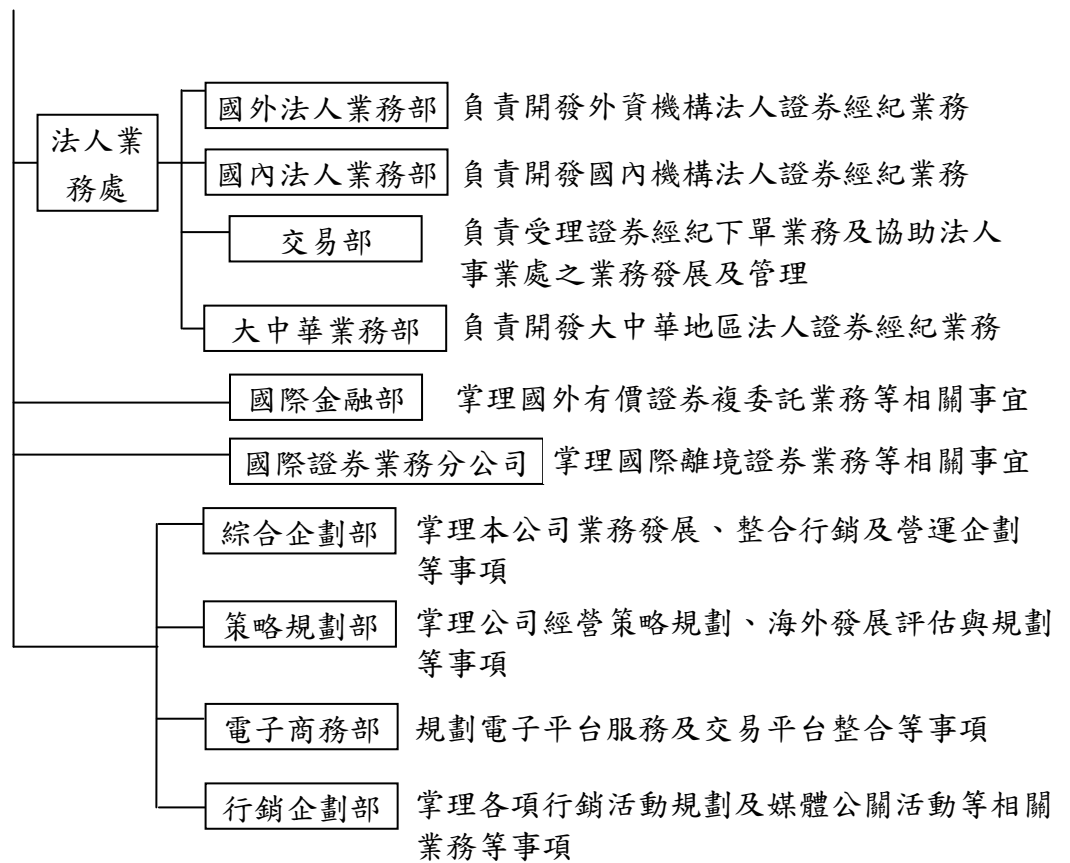 國外法人業務部 負責開發外資機構法人證券經紀業務
法人業
務處
國內法人業務部 負責開發國內機構法人證券經紀業務
交易部 負責受理證券經紀下單業務及協助法人
事業處之業務發展及管理
大中華業務部 負責開發大中華地區法人證券經紀業務
國際金融部 掌理國外有價證券複委託業務等相關事宜
國際證券業務分公司 掌理國際離境證券業務等相關事宜
綜合企劃部 掌理本公司業務發展、整合行銷及營運企劃
等事項
策略規劃部 掌理公司經營策略規劃、海外發展評估與規劃
等事項
電子商務部 規劃電子平台服務及交易平台整合等事項
行銷企劃部 掌理各項行銷活動規劃及媒體公關活動等相關
業務等事項